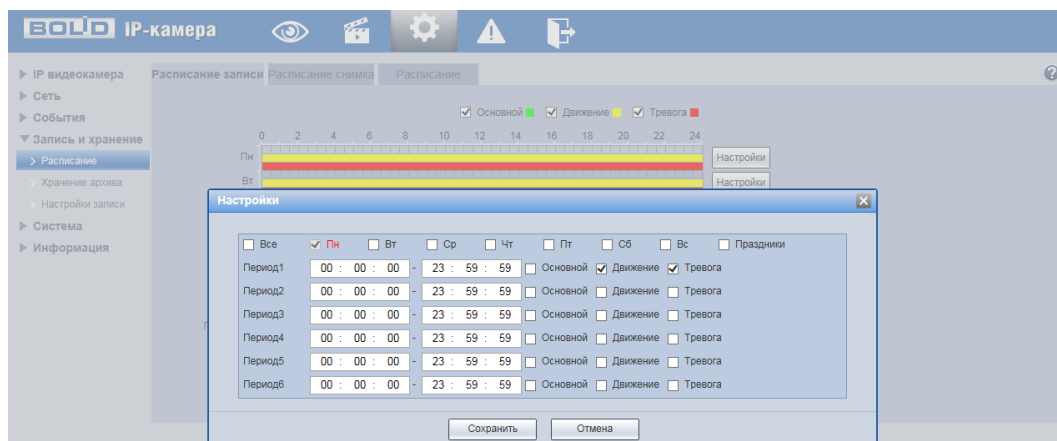 BOLID IP-камера
IP видеокамера
Сеть
События
Запись и хранение
Расписание
Хранение архива
Настройки записи
Система
Информация
Расписание записи Расписание снимка Расписание
Основной Движение Тревога
0 2 4 6 8 10 12 14 16 18 20 22 24
Пн Настройки
Вт Настройки
Настройки
Все Пн Вт Ср Чт Пт Сб Вс Праздники
Период1 00 : 00 : 00 - 23 : 59 : 59 Основной Движение Тревога
Период2 00 : 00 : 00 - 23 : 59 : 59 Основной Движение Тревога
Период3 00 : 00 : 00 - 23 : 59 : 59 Основной Движение Тревога
Период4 00 : 00 : 00 - 23 : 59 : 59 Основной Движение Тревога
Период5 00 : 00 : 00 - 23 : 59 : 59 Основной Движение Тревога
Период6 00 : 00 : 00 - 23 : 59 : 59 Основной Движение Тревога
Сохранить Отмена